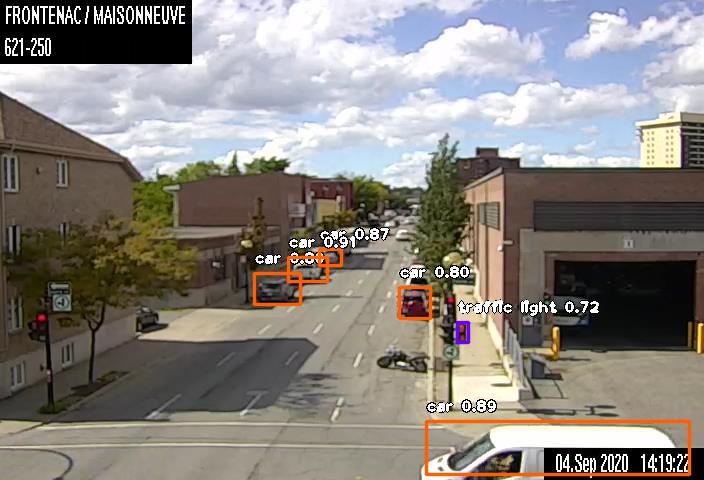 FRONTENAC / MAISONNEUVE
621-250
car 0.87
car 0.91
car 0.80
traffic light 0.72
car 0.89
04.Sep 2020 14:19:22